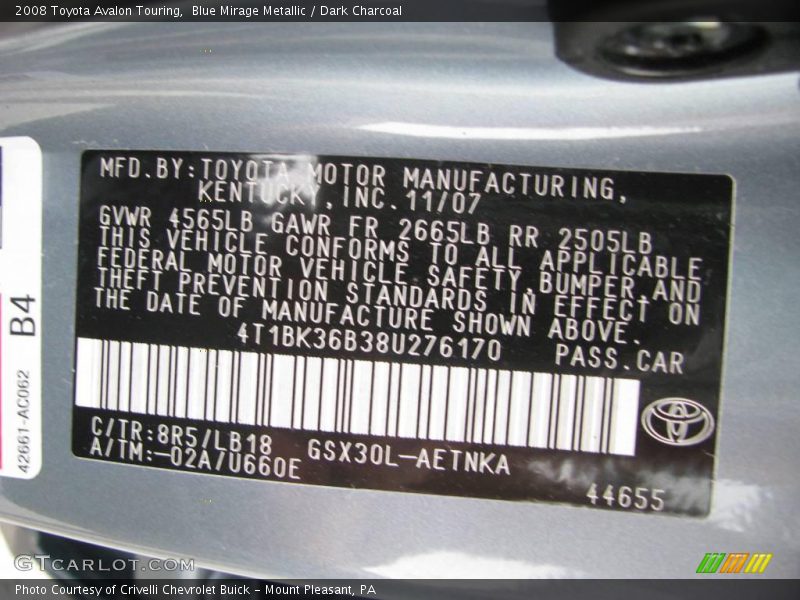 2008 Toyota Avalon Touring, Blue Mirage Metallic / Dark Charcoal
MFD.BY:TOYOTA MOTOR MANUFACTURING,
KENTUCKY,INC.11/07
GVWR 4565LB GAWR FR 2665LB RR 2505LB
THIS VEHICLE CONFORMS TO ALL APPLICABLE
FEDERAL MOTOR VEHICLE SAFETY,BUMPER,AND
THEFT PREVENTION STANDARDS IN EFFECT ON
THE DATE OF MANUFACTURE SHOWN ABOVE.
4T1BK36B38U276170 PASS.CAR
C/TR:8R5/LB18 GSX30L-AETNKA
A/TM:-02A/U660E
44655
B4
42661-AC062
GTCARLOT.COM
Photo Courtesy of Crivelli Chevrolet Buick - Mount Pleasant, PA